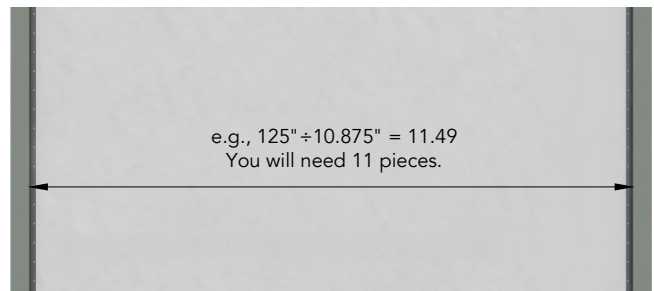 e.g., 125"÷10.875" = 11.49
You will need 11 pieces.